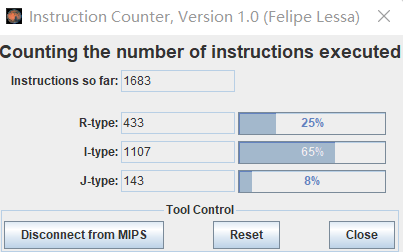 Instruction Counter, Version 1.0 (Felipe Lessa)
Counting the number of instructions executed
Instructions so far: 1683
R-type: 433 25%
I-type: 1107 65%
J-type: 143 8%
Tool Control
Disconnect from MIPS Reset Close